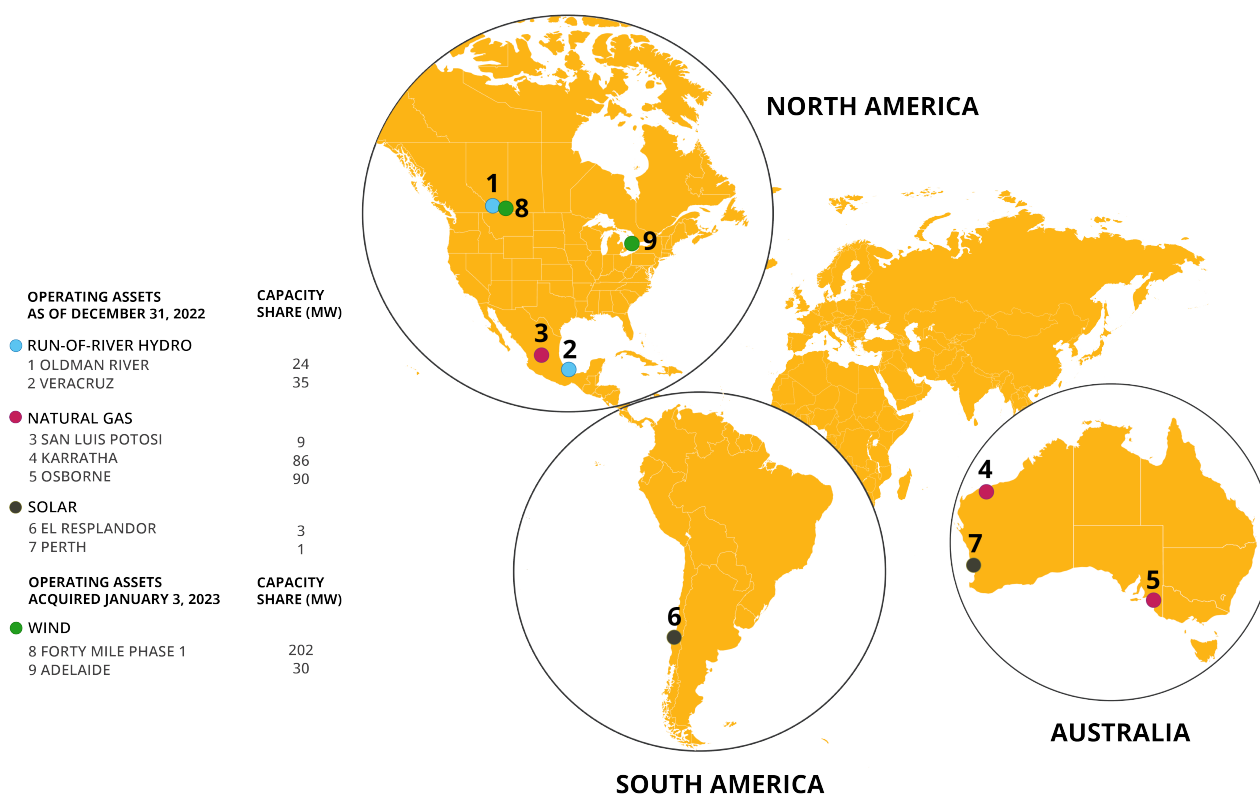 NORTH AMERICA
1
8
9
3
2
OPERATING ASSETS
AS OF DECEMBER 31, 2022
CAPACITY
SHARE (MW)
RUN-OF-RIVER HYDRO
1 OLDMAN RIVER 24
2 VERACRUZ 35
NATURAL GAS
3 SAN LUIS POTOSI 9
4 KARRATHA 86
5 OSBORNE 90
SOLAR
6 EL RESPLANDOR 3
7 PERTH 1
OPERATING ASSETS
ACQUIRED JANUARY 3, 2023
CAPACITY
SHARE (MW)
WIND
8 FORTY MILE PHASE 1 202
9 ADELAIDE 30
4
7
5
6
AUSTRALIA
SOUTH AMERICA